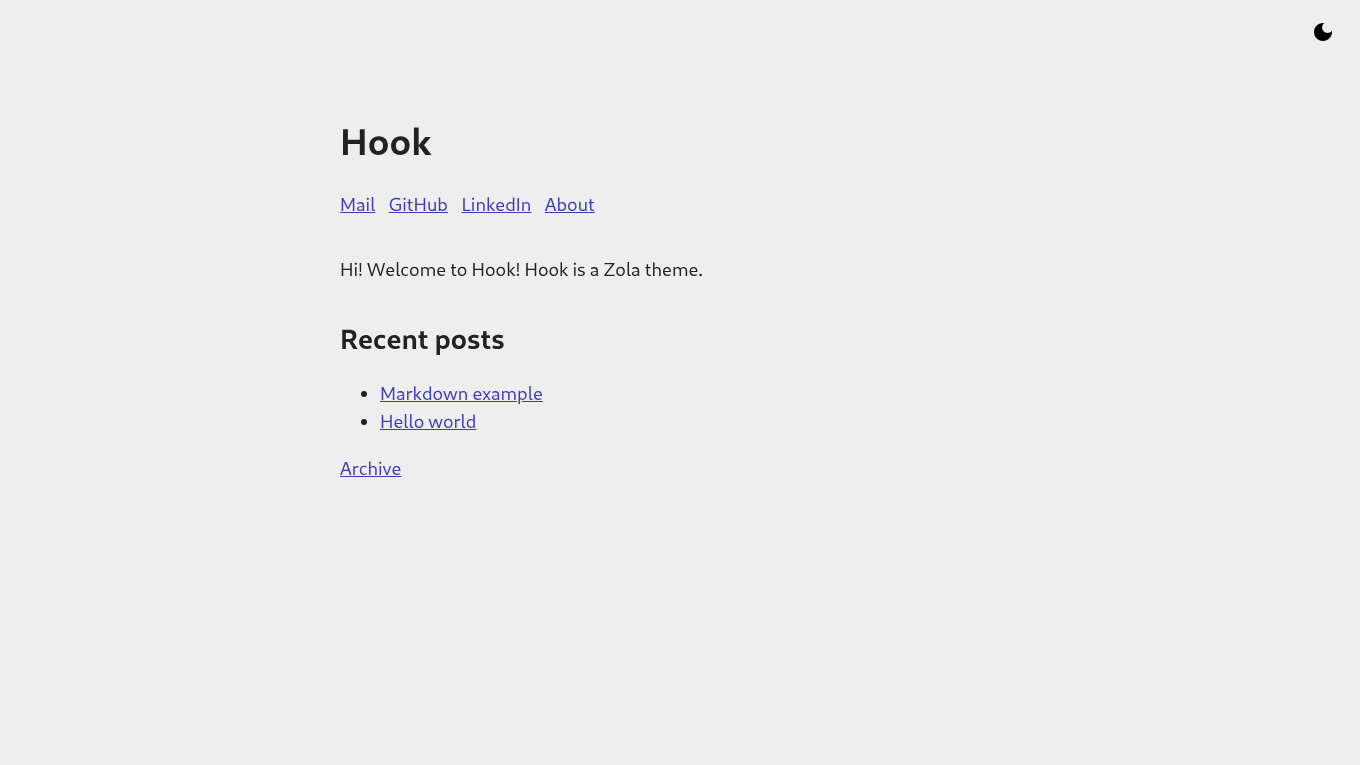 Hook
Mail GitHub LinkedIn About
Hi! Welcome to Hook! Hook is a Zola theme.
Recent posts
Markdown example
Hello world
Archive